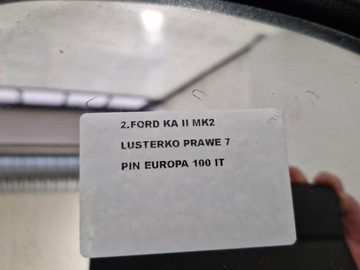 2.FORD KA II MK2
LUSTERKO PRAWE 7
PIN EUROPA 100 IT